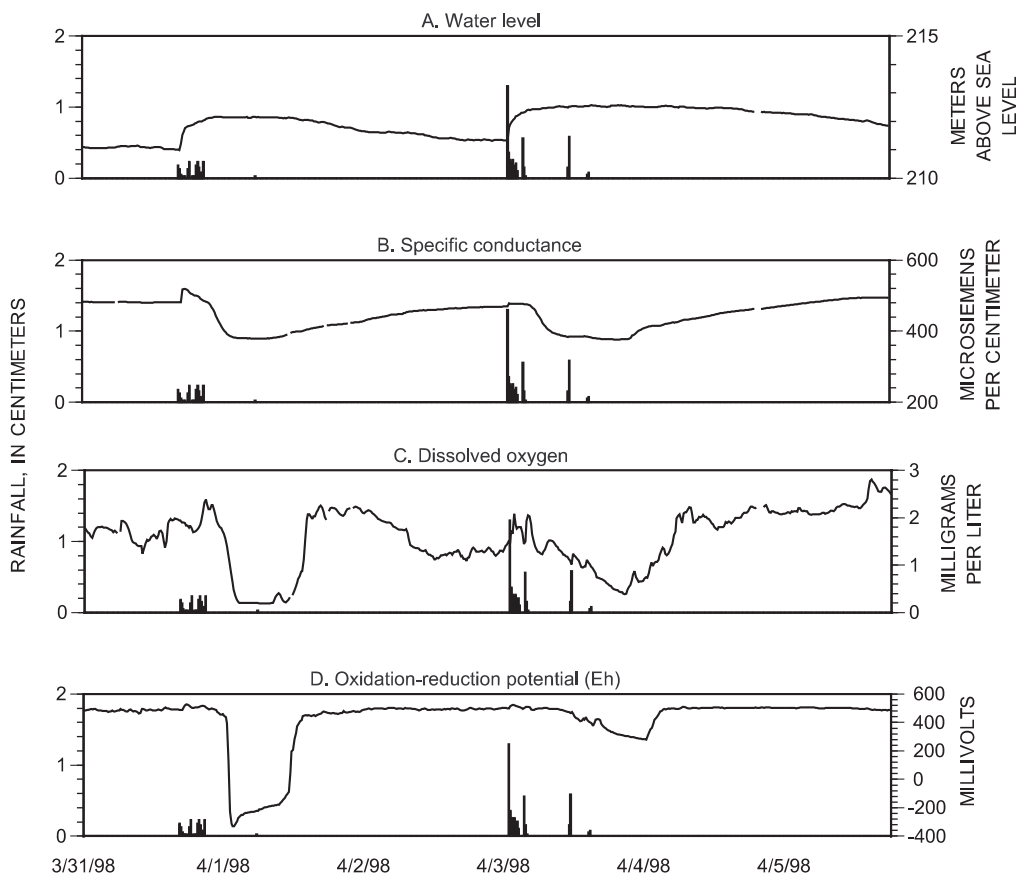 A. Water level
2
1
0
215
210
METERS
ABOVE SEA
LEVEL
B. Specific conductance
2
1
0
600
400
200
MICROSIEMENS
PER CENTIMETER
RAINFALL, IN CENTIMETERS
C. Dissolved oxygen
2
1
0
3
2
1
0
MILLIGRAMS
PER LITER
D. Oxidation-reduction potential (Eh)
2
1
0
600
400
200
0
-200
-400
MILLIVOLTS
3/31/98 4/1/98 4/2/98 4/3/98 4/4/98 4/5/98